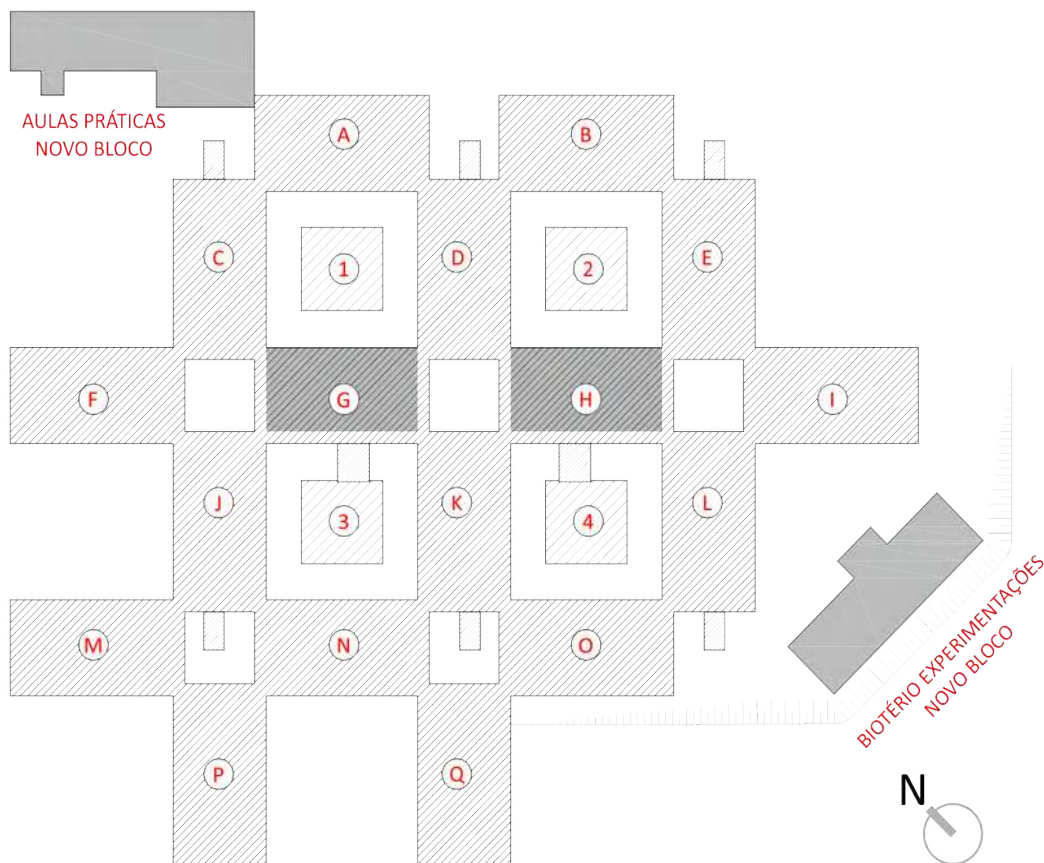 AULAS PRÁTICAS
NOVO BLOCO
A
B
C
1
D
2
E
F
G
H
I
J
3
K
4
L
M
N
O
P
Q
BIOTÉRIO EXPERIMENTAÇÕES
NOVO BLOCO
N